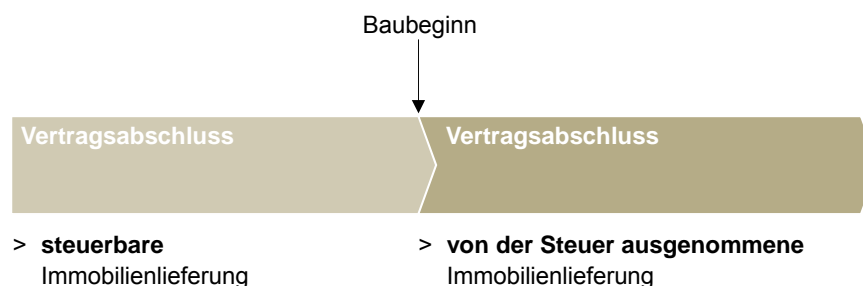 Baubeginn
Vertragsabschluss
Vertragsabschluss
> steuerbare
Immobilienlieferung
> von der Steuer ausgenommene
Immobilienlieferung